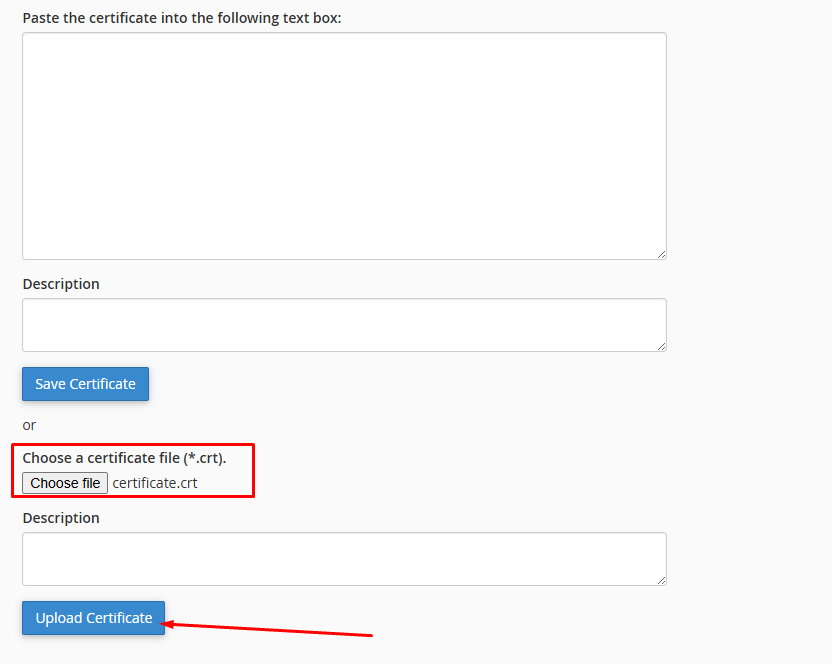 Paste the certificate into the following text box:
Description
Save Certificate
or
Choose a certificate file (*.crt).
Choose file certificate.crt
Description
Upload Certificate